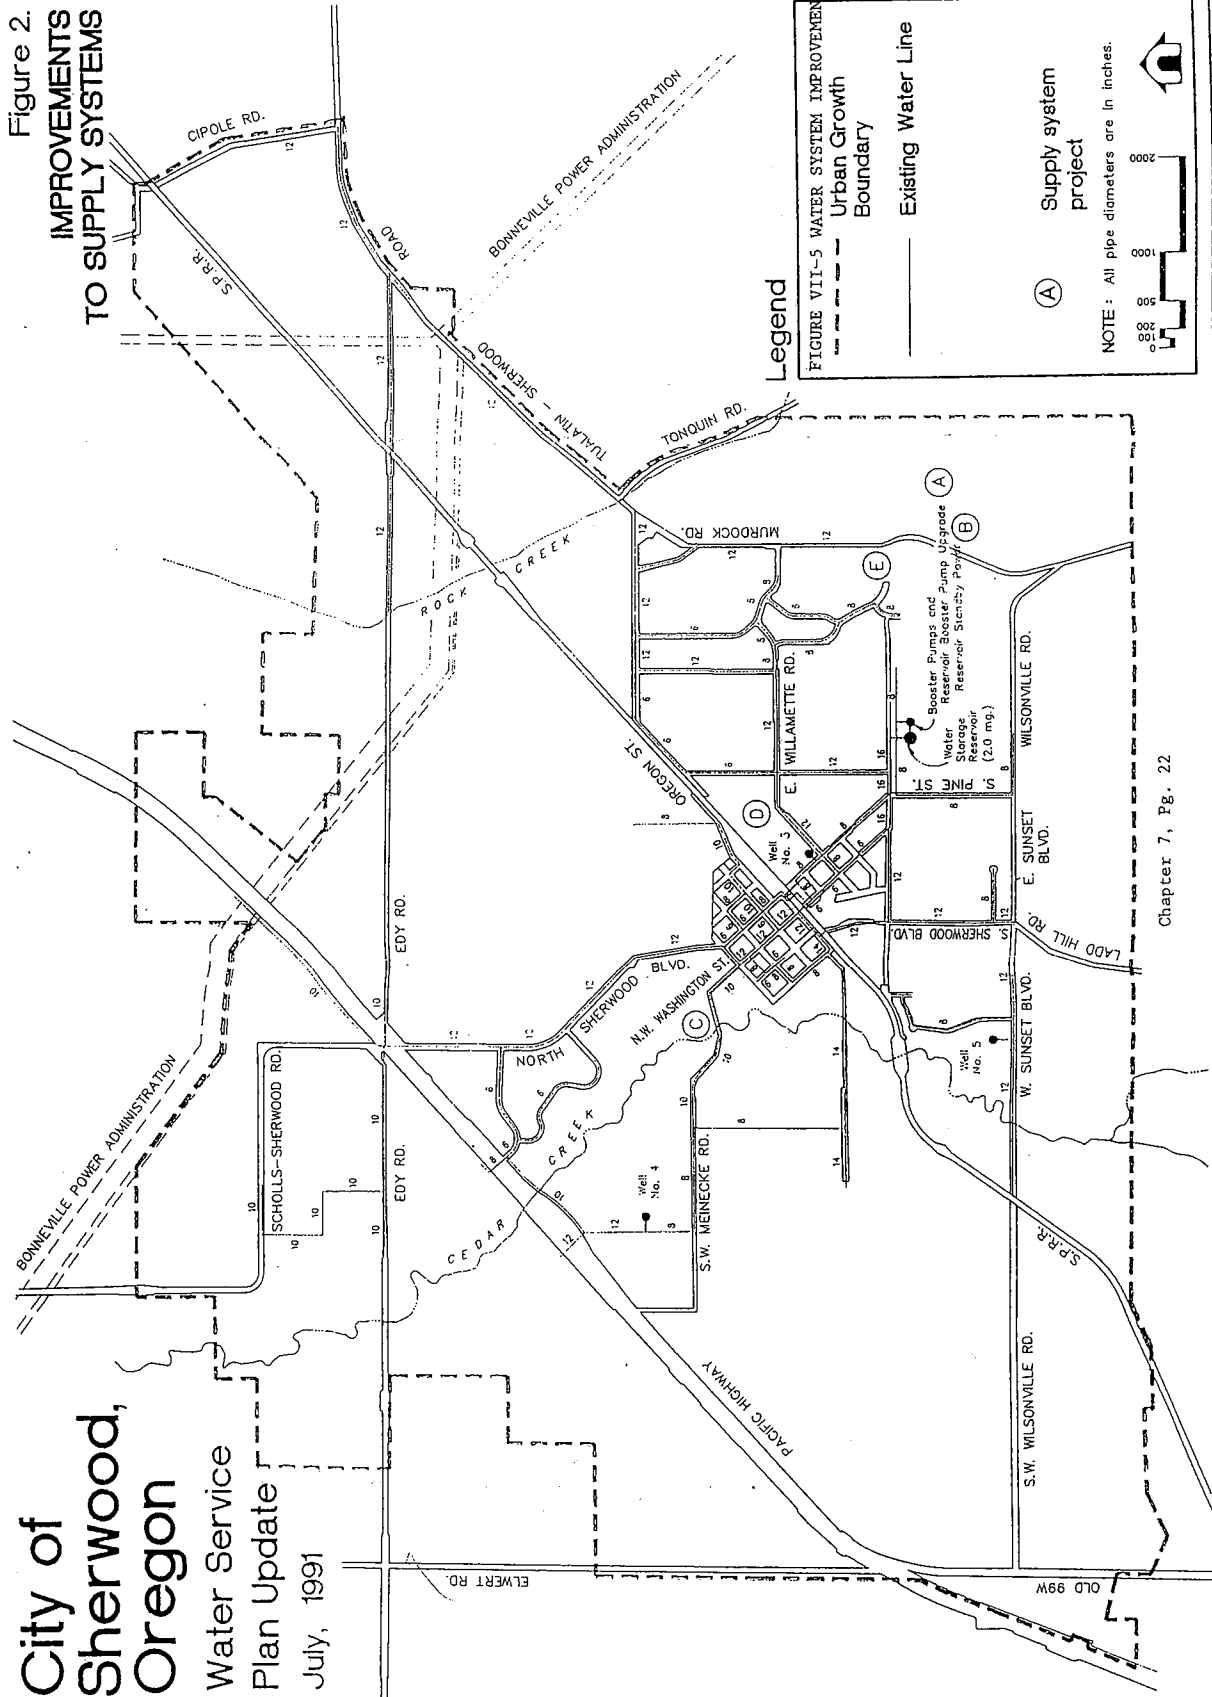 City of
Sherwood,
Oregon
Water Service
Plan Update
July, 1991
Figure 2.
IMPROVEMENTS
TO SUPPLY SYSTEMS
Legend
FIGURE VII-5 WATER SYSTEM IMPROVEMEN
Urban Growth
Boundary
Existing Water Line
A
Supply system
project
NOTE : All pipe diameters are in inches.
0 100 200 500 1000 2000
BONNEVILLE POWER ADMINISTRATION
SCHOLLS-SHERWOOD RD.
EDY RD.
EDY RD.
CIPOLE RD.
S.P.R.R.
BONNEVILLE POWER ADMINISTRATION
TUALATIN - SHERWOOD
ROAD
TONQUIN RD.
ROCK CREEK
MURDOCK RD.
OREGON ST.
E. WILLAMETTE RD.
NORTH SHERWOOD BLVD.
N.W. WASHINGTON ST.
CEDAR CREEK
S.W. MEINECKE RD.
PACIFIC HIGHWAY
ELWERT RD.
OLD 99W
S.W. WILSONVILLE RD.
S.P.R.R.
W. SUNSET BLVD.
S. SHERWOOD BLVD.
LADD HILL RD.
E. SUNSET
BLVD.
S. PINE ST.
WILSONVILLE RD.
Well
No. 3
Well
No. 4
Well
No. 5
Water
Storage
Reservoir
(2.0 mg.)
Booster Pumps and
Reservoir Booster Pump Upgrade
A
Reservoir Standby Power
B
C
D
E
Chapter 7, Pg. 22